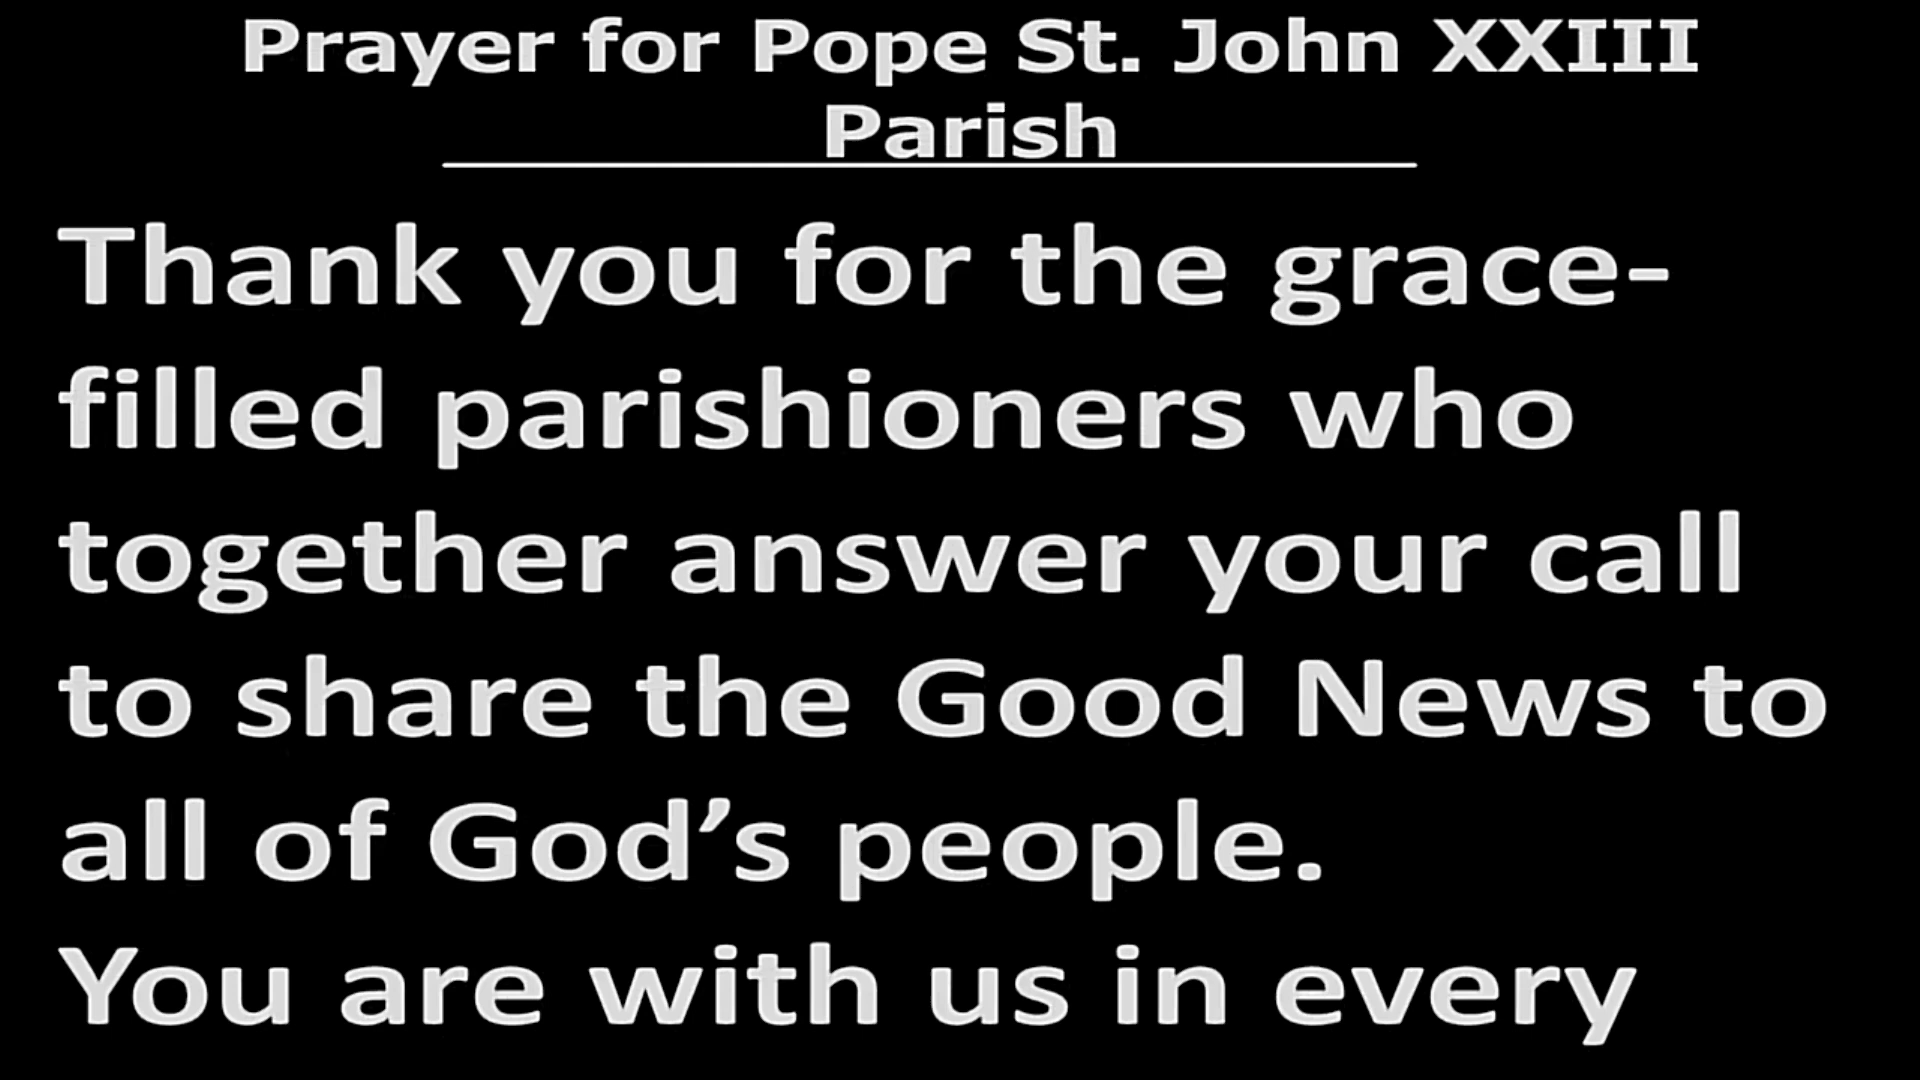 Prayer for Pope St. John XXIII
Parish
Thank you for the grace-
filled parishioners who
together answer your call
to share the Good News to
all of God’s people.
You are with us in every